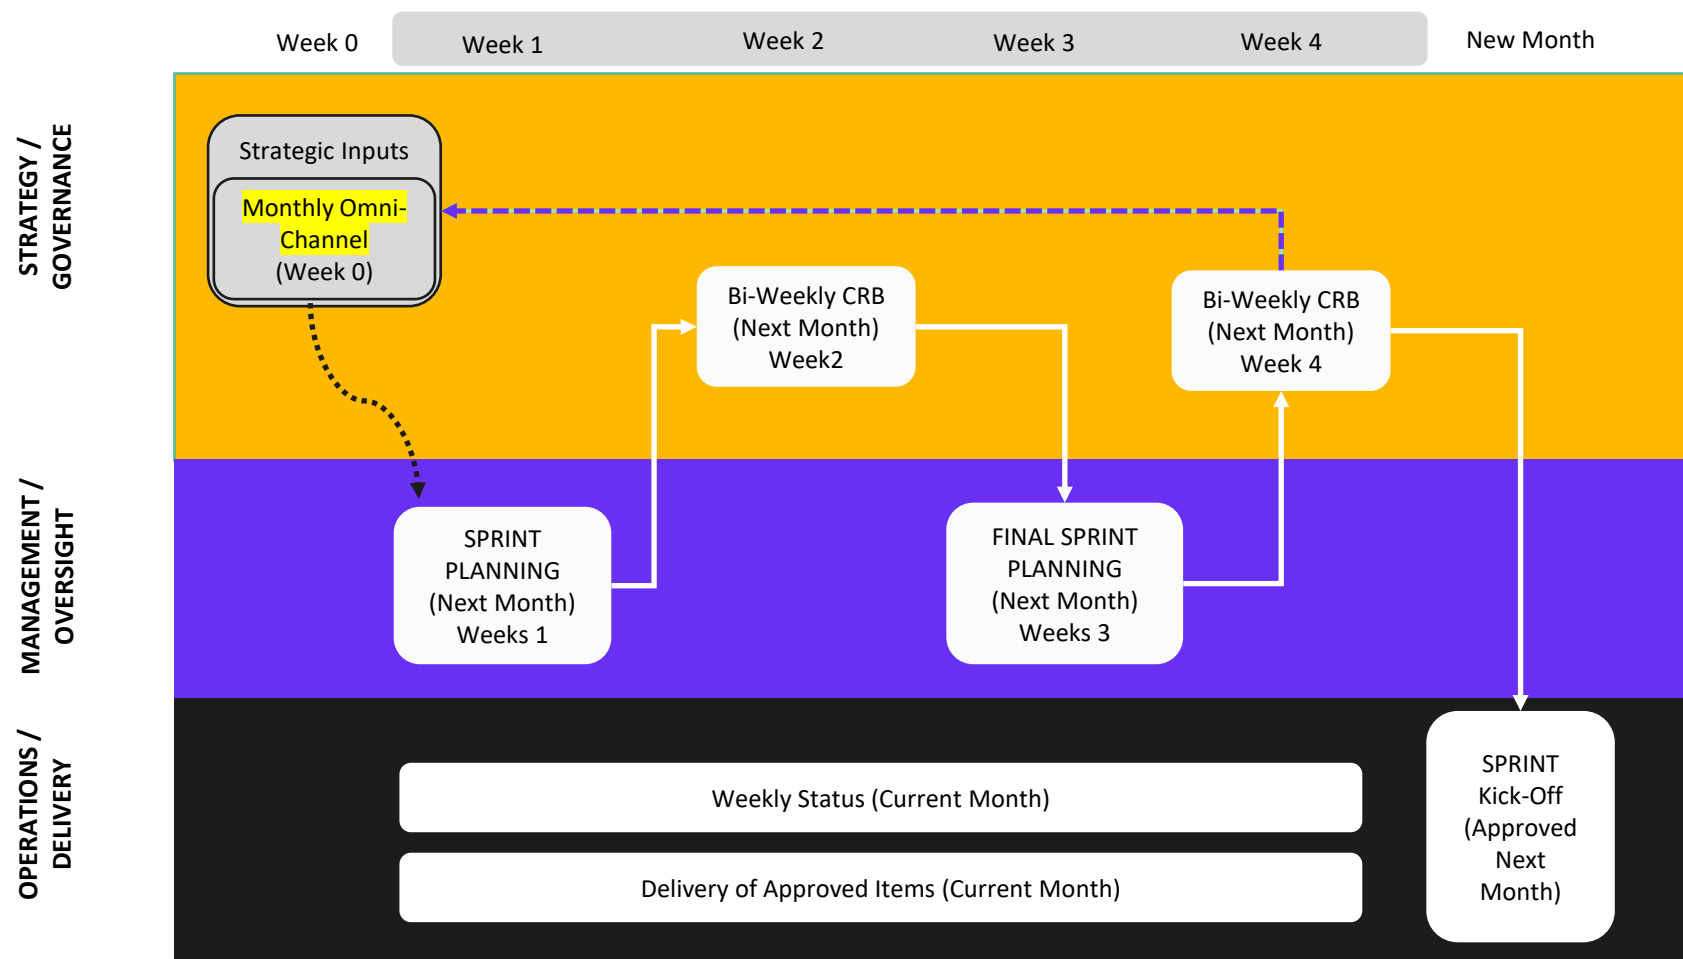 Week 0
Week 1
Week 2
Week 3
Week 4
New Month
STRATEGY /
GOVERNANCE
Strategic Inputs
Monthly Omni-
Channel
(Week 0)
Bi-Weekly CRB
(Next Month)
Week2
Bi-Weekly CRB
(Next Month)
Week 4
MANAGEMENT /
OVERSIGHT
SPRINT
PLANNING
(Next Month)
Weeks 1
FINAL SPRINT
PLANNING
(Next Month)
Weeks 3
OPERATIONS /
DELIVERY
Weekly Status (Current Month)
Delivery of Approved Items (Current Month)
SPRINT
Kick-Off
(Approved
Next
Month)